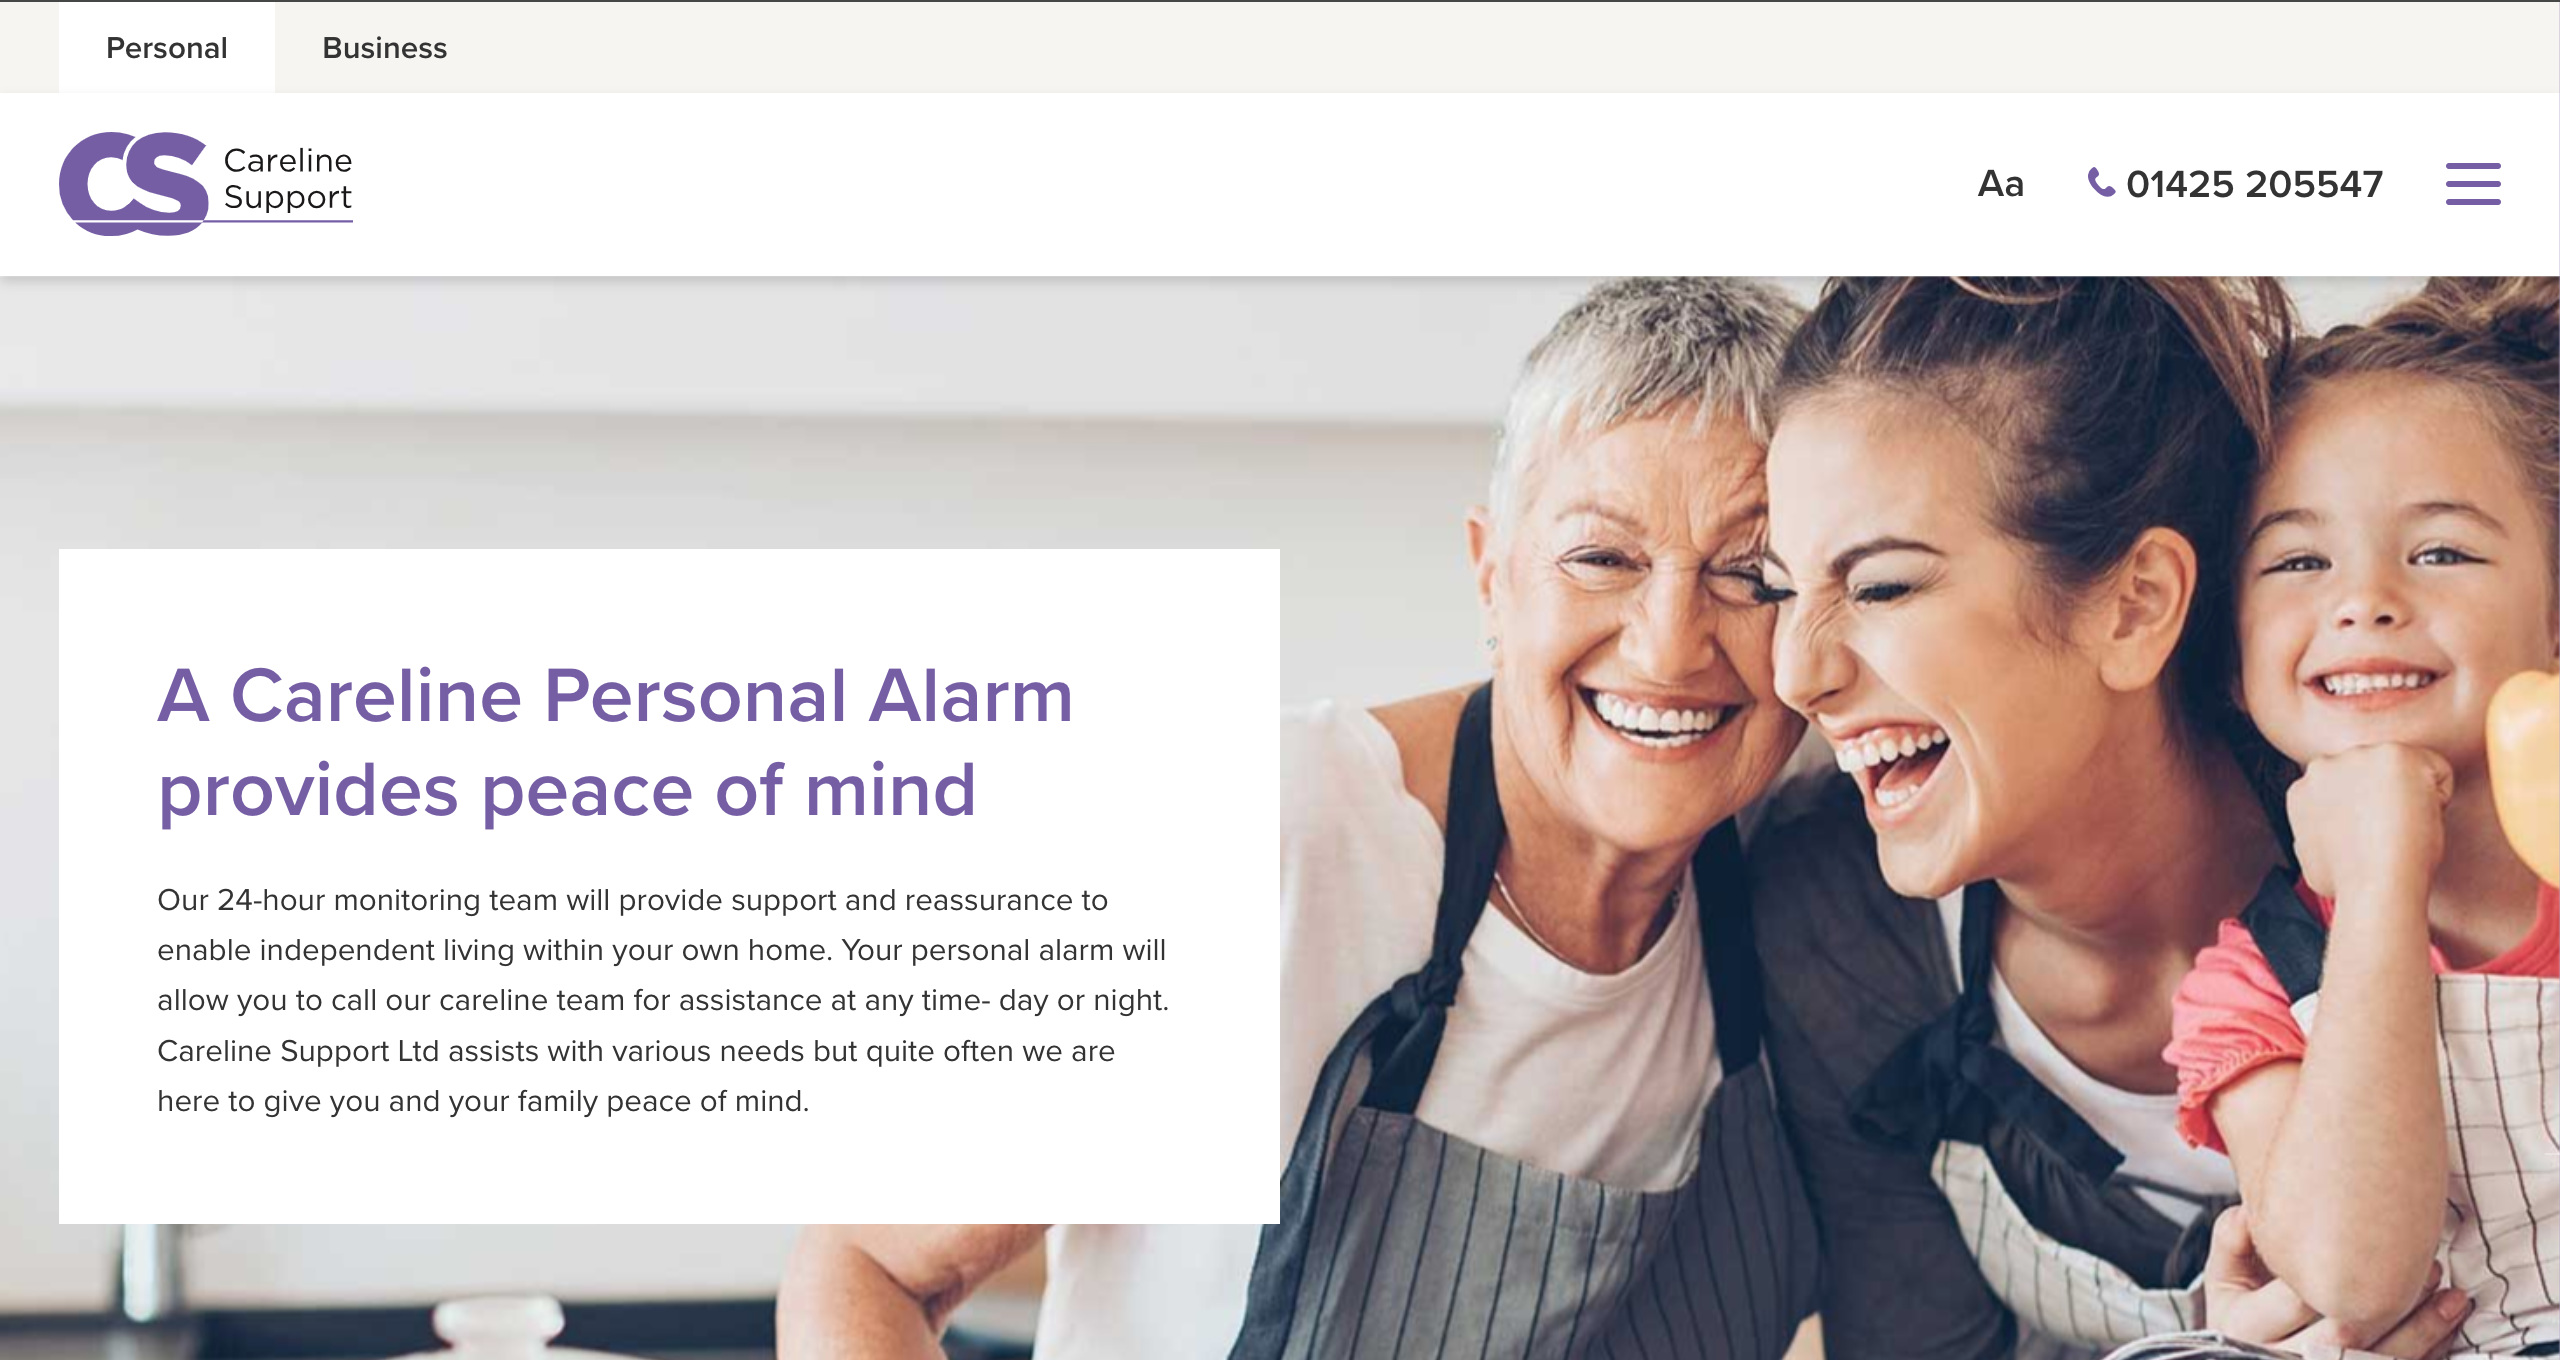 Personal
Business
CS
Careline
Support
Aa
01425 205547
A Careline Personal Alarm
provides peace of mind
Our 24-hour monitoring team will provide support and reassurance to
enable independent living within your own home. Your personal alarm will
allow you to call our careline team for assistance at any time- day or night.
Careline Support Ltd assists with various needs but quite often we are
here to give you and your family peace of mind.